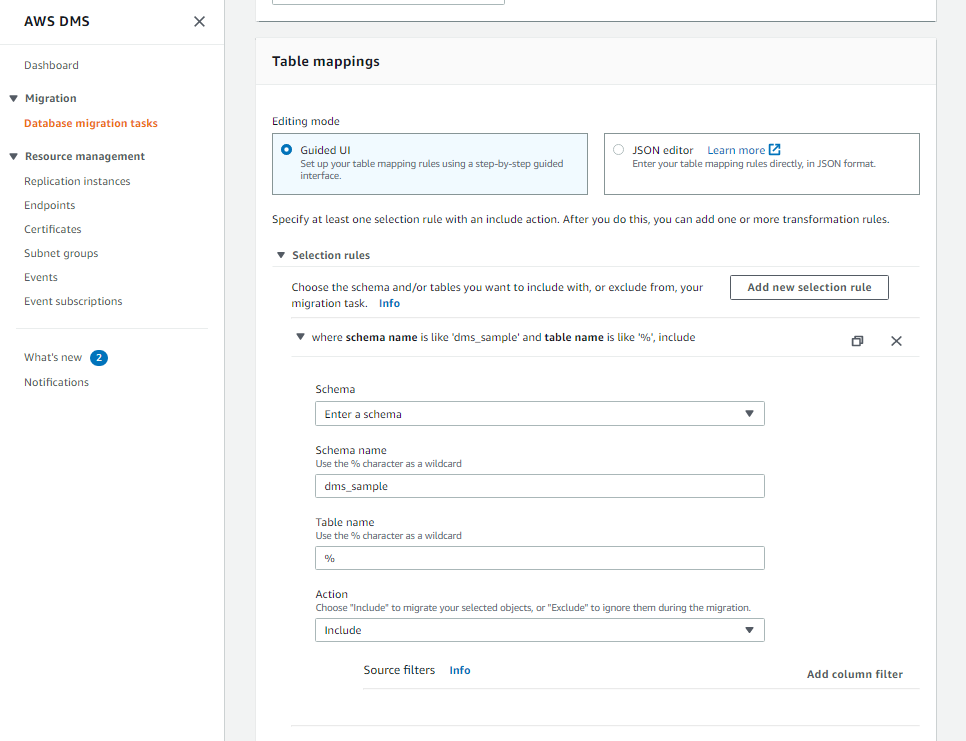 AWS DMS
Dashboard
Migration
Database migration tasks
Resource management
Replication instances
Endpoints
Certificates
Subnet groups
Events
Event subscriptions
What's new 2
Notifications
Table mappings
Editing mode
Guided UI
Set up your table mapping rules using a step-by-step guided
interface.
JSON editor Learn more
Enter your table mapping rules directly, in JSON format.
Specify at least one selection rule with an include action. After you do this, you can add one or more transformation rules.
Selection rules
Choose the schema and/or tables you want to include with, or exclude from, your
migration task. Info
Add new selection rule
where schema name is like 'dms_sample' and table name is like '%', include
Schema
Enter a schema
Schema name
Use the % character as a wildcard
dms_sample
Table name
Use the % character as a wildcard
%
Action
Choose "Include" to migrate your selected objects, or "Exclude" to ignore them during the migration.
Include
Source filters Info
Add column filter